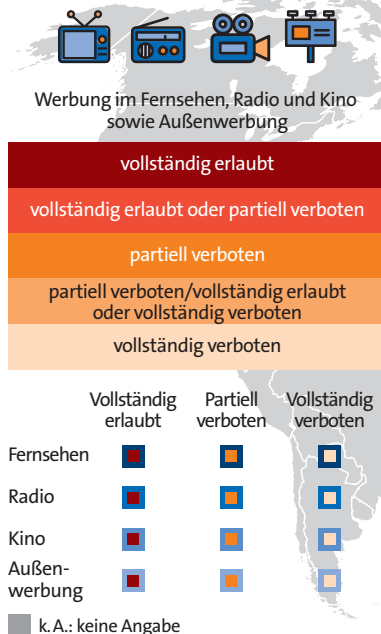 Werbung im Fernsehen, Radio und Kino
sowie Außenwerbung
vollständig erlaubt
vollständig erlaubt oder partiell verboten
partiell verboten
partiell verboten/vollständig erlaubt
oder vollständig verboten
vollständig verboten
Vollständig erlaubt
Partiell verboten
Vollständig verboten
Fernsehen
Radio
Kino
Außen-
werbung
k. A.: keine Angabe